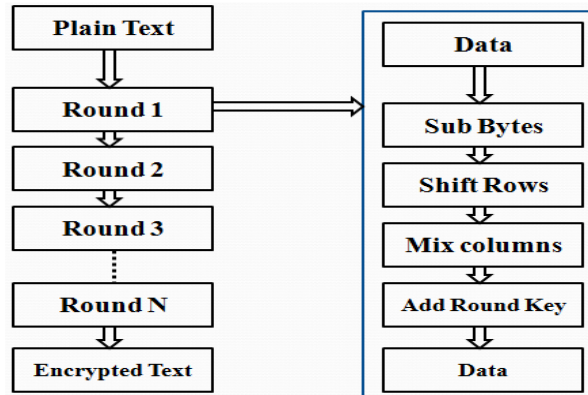 Plain Text
Round 1
Round 2
Round 3
Round N
Encrypted Text
Data
Sub Bytes
Shift Rows
Mix columns
Add Round Key
Data